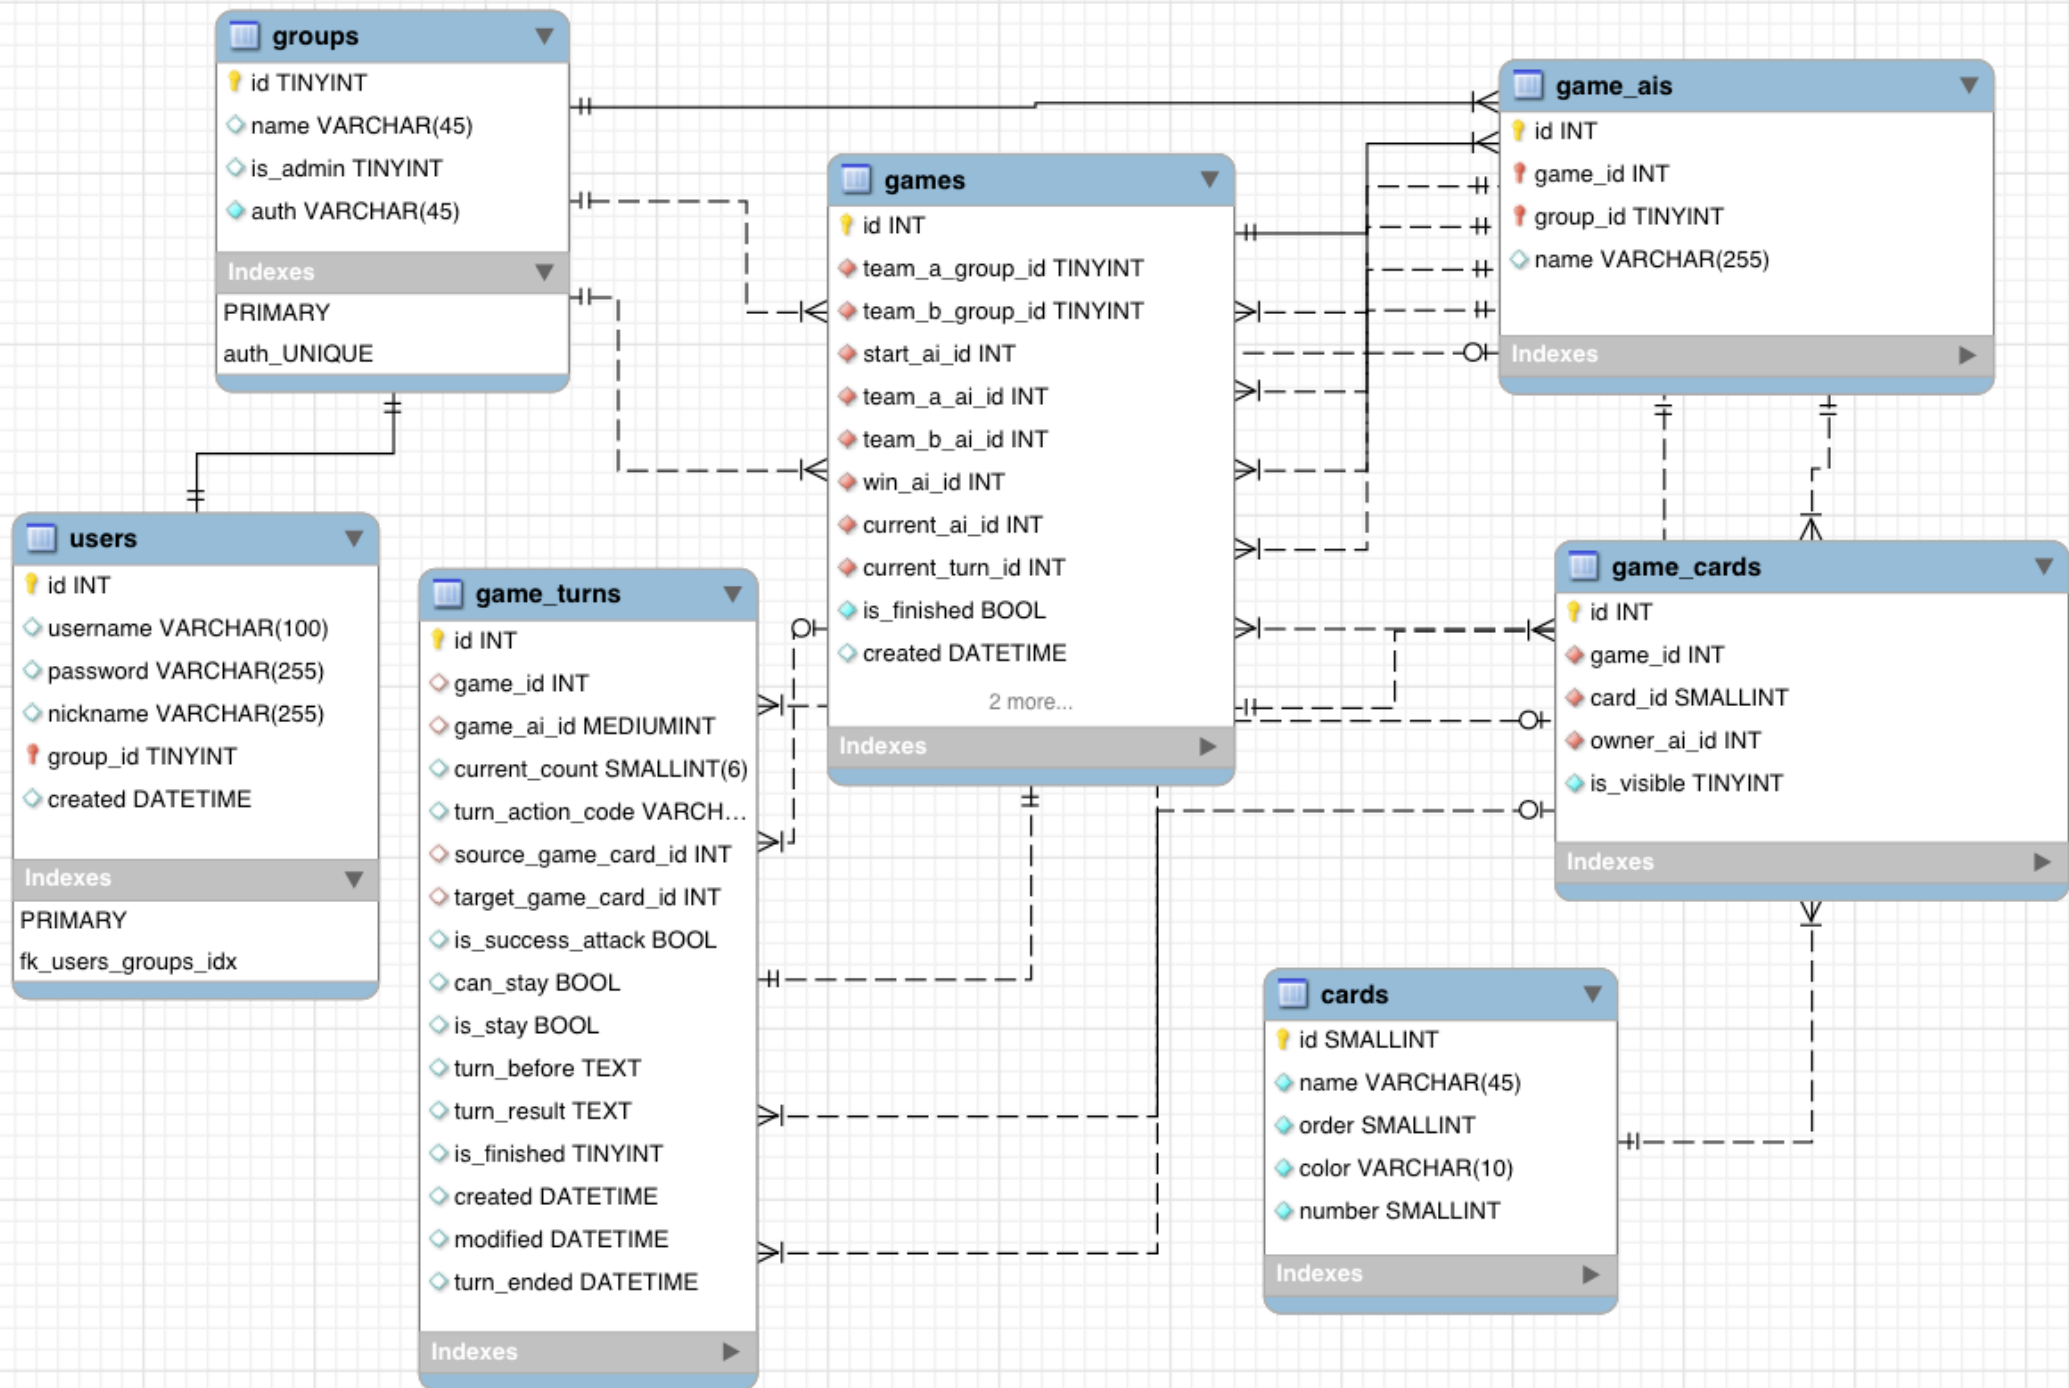 groups
id TINYINT
name VARCHAR(45)
is_admin TINYINT
auth VARCHAR(45)
Indexes
PRIMARY
auth_UNIQUE
users
id INT
username VARCHAR(100)
password VARCHAR(255)
nickname VARCHAR(255)
group_id TINYINT
created DATETIME
Indexes
PRIMARY
fk_users_groups_idx
game_turns
id INT
game_id INT
game_ai_id MEDIUMINT
current_count SMALLINT(6)
turn_action_code VARCH...
source_game_card_id INT
target_game_card_id INT
is_success_attack BOOL
can_stay BOOL
is_stay BOOL
turn_before TEXT
turn_result TEXT
is_finished TINYINT
created DATETIME
modified DATETIME
turn_ended DATETIME
Indexes
games
id INT
team_a_group_id TINYINT
team_b_group_id TINYINT
start_ai_id INT
team_a_ai_id INT
team_b_ai_id INT
win_ai_id INT
current_ai_id INT
current_turn_id INT
is_finished BOOL
created DATETIME
2 more...
Indexes
game_ais
id INT
game_id INT
group_id TINYINT
name VARCHAR(255)
Indexes
game_cards
id INT
game_id INT
card_id SMALLINT
owner_ai_id INT
is_visible TINYINT
Indexes
cards
id SMALLINT
name VARCHAR(45)
order SMALLINT
color VARCHAR(10)
number SMALLINT
Indexes